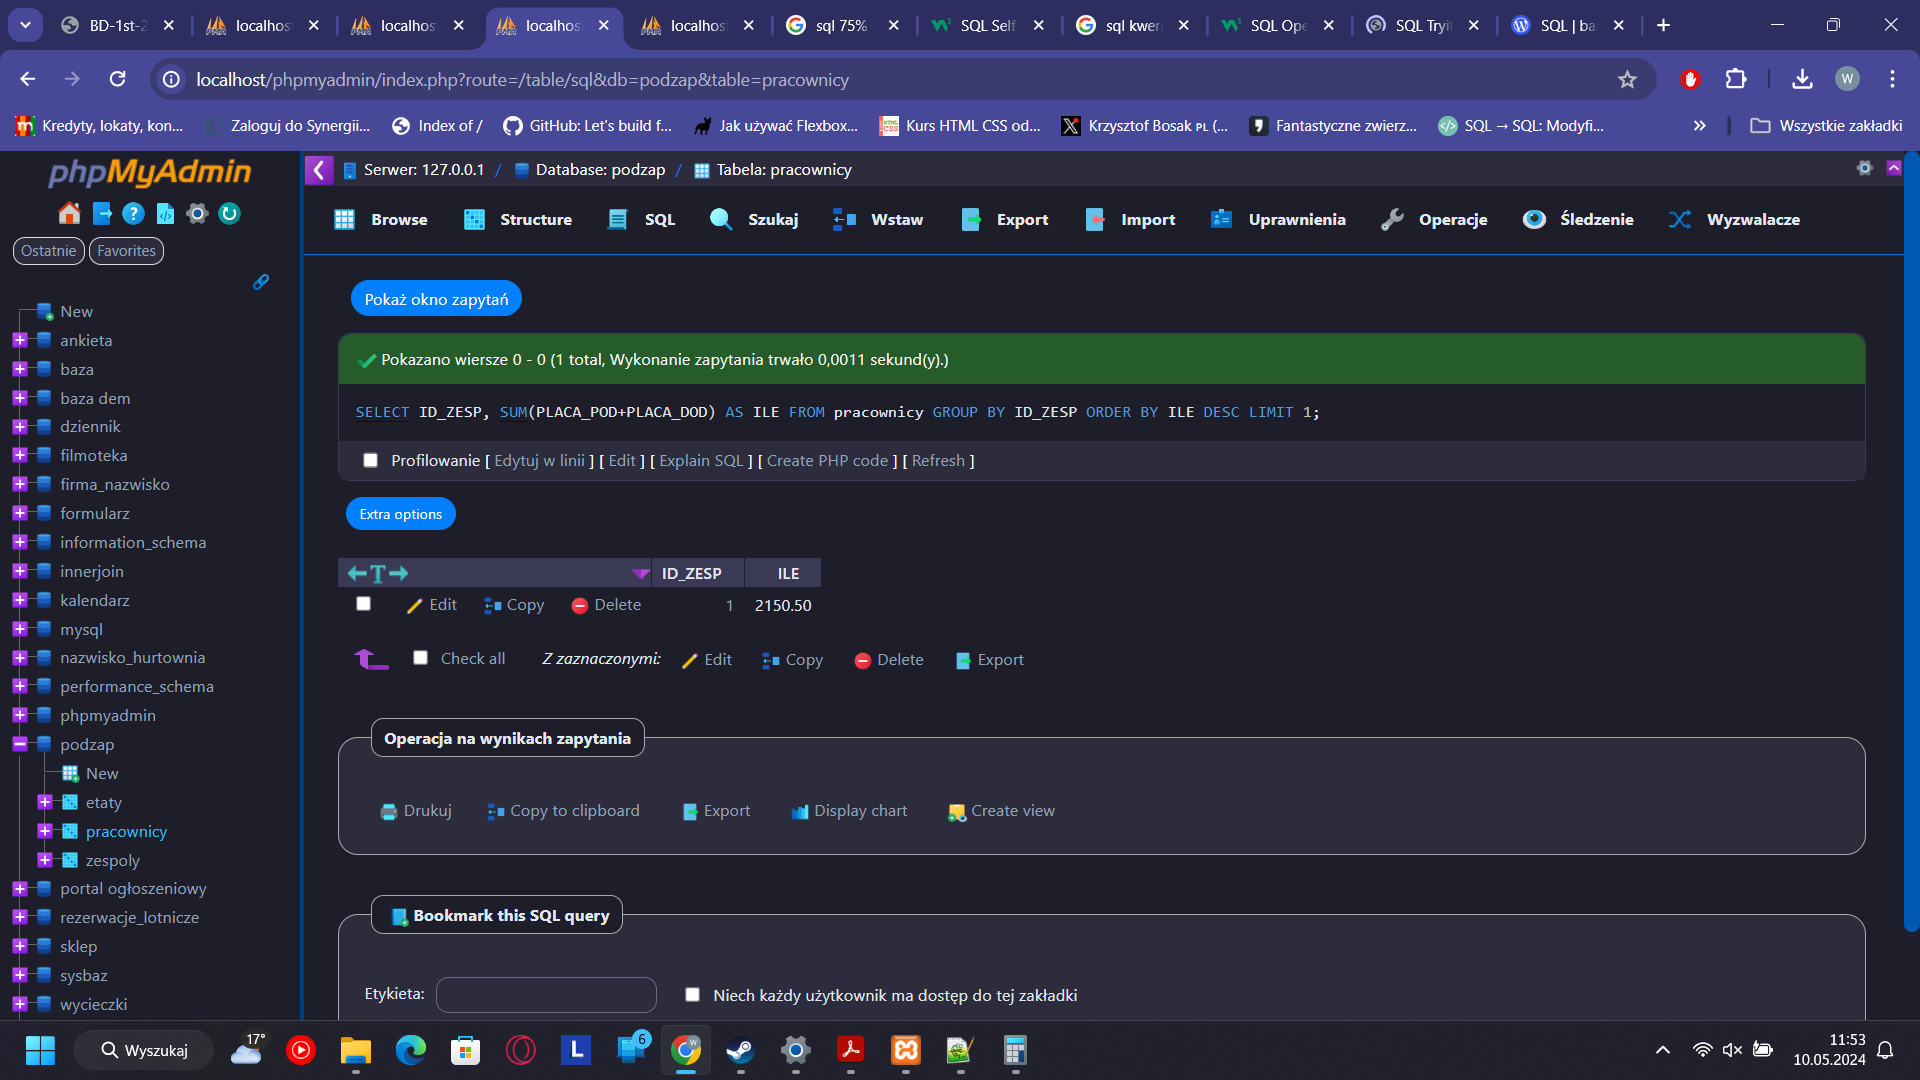 BD-1st-2
localhos
localhost
localhos
localhos
sql 75%
SQL Self
sql kwer
SQL Ope
SQL Tryit
SQL | ba
localhost/phpmyadmin/index.php?route=/table/sql&db=podzap&table=pracownicy
W
Kredyty, lokaty, kon...
Zaloguj do Synergii...
Index of /
GitHub: Let's build f...
Jak używać Flexbox...
Kurs HTML CSS od...
Krzysztof Bosak PL (...
Fantastyczne zwierz...
SQL → SQL: Modyfi...
Wszystkie zakładki
phpMyAdmin
Serwer: 127.0.0.1 / Database: podzap / Tabela: pracownicy
Browse
Structure
SQL
Szukaj
Wstaw
Export
Import
Uprawnienia
Operacje
Śledzenie
Wyzwalacze
Ostatnie
Favorites
New
ankieta
baza
baza dem
dziennik
filmoteka
firma_nazwisko
formularz
information_schema
innerjoin
kalendarz
mysql
nazwisko_hurtownia
performance_schema
phpmyadmin
podzap
New
etaty
pracownicy
zespoly
portal ogłoszeniowy
rezerwacje_lotnicze
sklep
sysbaz
wycieczki
Pokaż okno zapytań
Pokazano wiersze 0 - 0 (1 total, Wykonanie zapytania trwało 0,0011 sekund(y).)
SELECT ID_ZESP, SUM(PLACA_POD+PLACA_DOD) AS ILE FROM pracownicy GROUP BY ID_ZESP ORDER BY ILE DESC LIMIT 1;
Profilowanie [ Edytuj w linii ] [ Edit ] [ Explain SQL ] [ Create PHP code ] [ Refresh ]
Extra options
←T→ ID_ZESP ILE
Edit Copy Delete 1 2150.50
Check all Z zaznaczonymi: Edit Copy Delete Export
Operacja na wynikach zapytania
Drukuj Copy to clipboard Export Display chart Create view
Bookmark this SQL query
Etykieta: Niech każdy użytkownik ma dostęp do tej zakładki
Wyszukaj
17°
L
6
W
11:53
10.05.2024